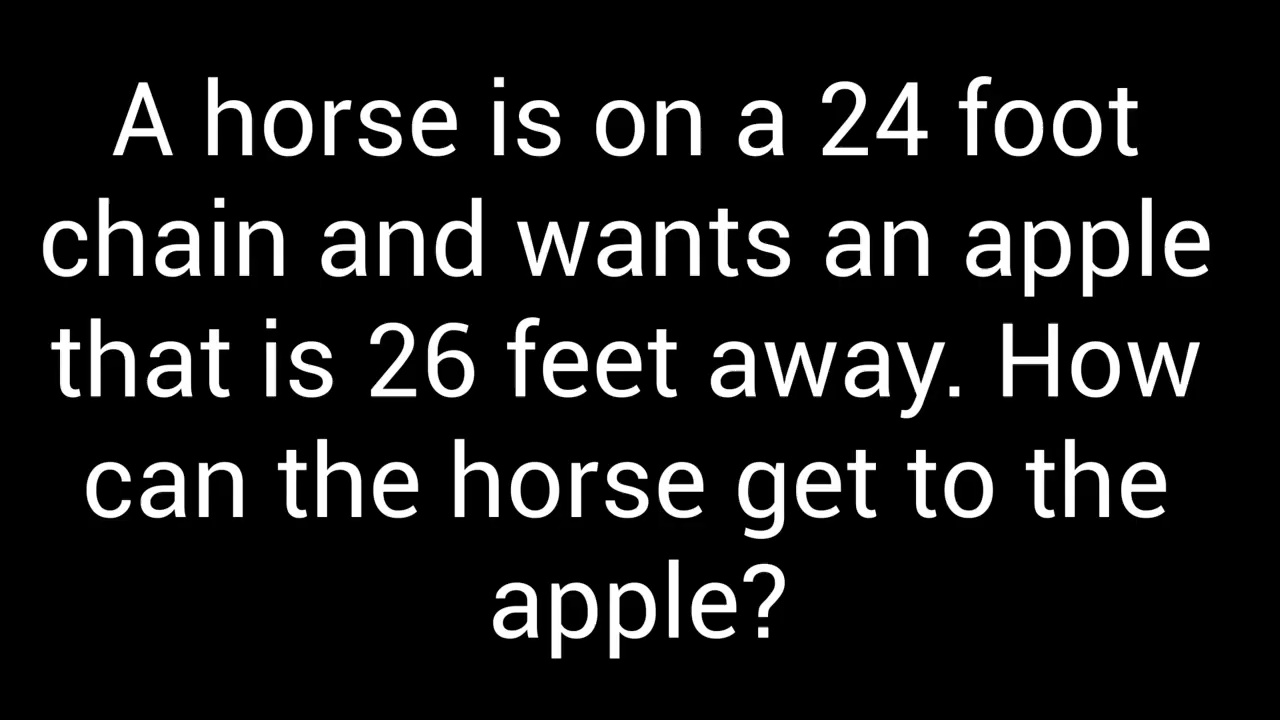 A horse is on a 24 foot
chain and wants an apple
that is 26 feet away. How
can the horse get to the
apple?